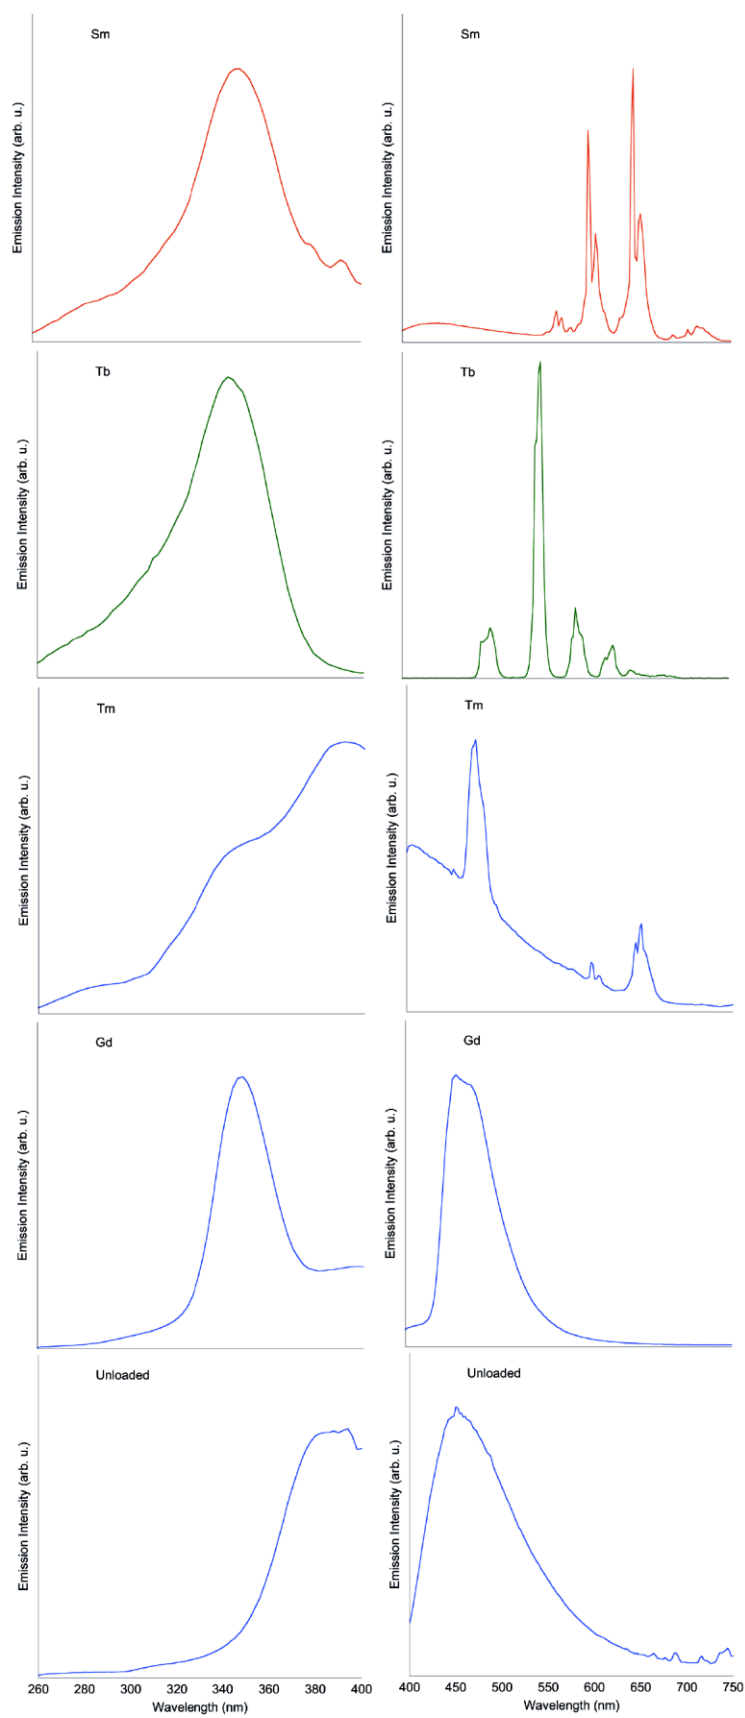 Sm
Sm
Emission Intensity (arb. u.)
Emission Intensity (arb. u.)
Tb
Tb
Emission Intensity (arb. u.)
Emission Intensity (arb. u.)
Tm
Tm
Emission Intensity (arb. u.)
Emission Intensity (arb. u.)
Gd
Gd
Emission Intensity (arb. u.)
Emission Intensity (arb. u.)
Unloaded
Unloaded
Emission Intensity (arb. u.)
Emission Intensity (arb. u.)
260 280 300 320 340 360 380 400
400 450 500 550 600 650 700 750
Wavelength (nm)
Wavelength (nm)